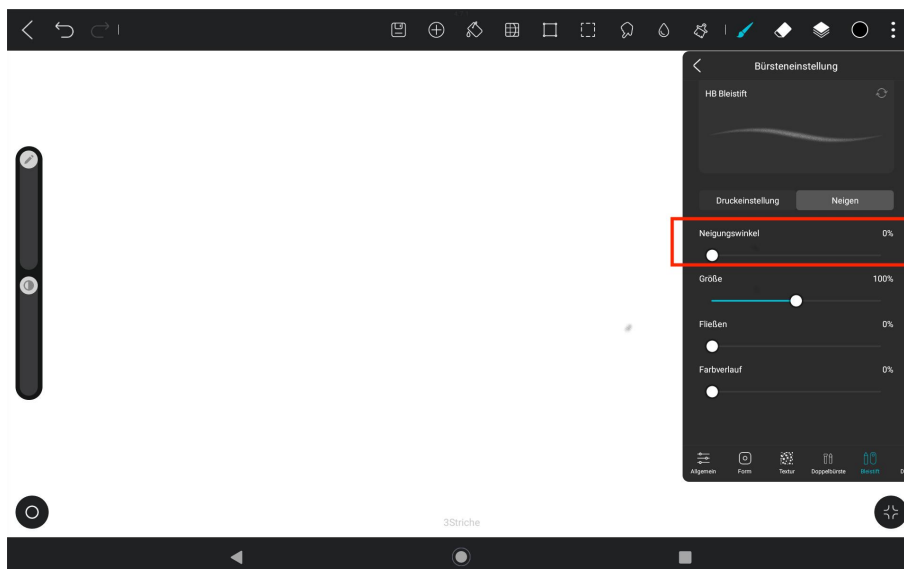 Bürsteneinstellung
HB Bleistift
Druckeinstellung Neigen
Neigungswinkel 0%
Größe 100%
Fließen 0%
Farbverlauf 0%
Allgemein Form Textur Doppelbürste Bleistift D
3Striche